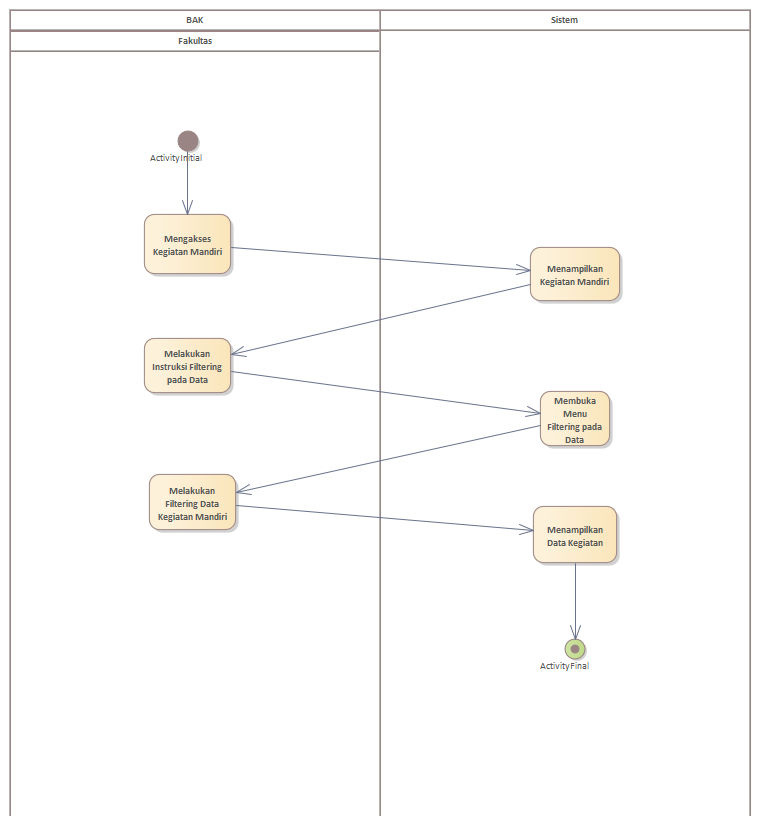 BAK
Sistem
Fakultas
ActivityInitial
Mengakses
Kegiatan Mandiri
Menampilkan
Kegiatan Mandiri
Melakukan
Instruksi Filtering
pada Data
Membuka
Menu
Filtering pada
Data
Melakukan
Filtering Data
Kegiatan Mandiri
Menampilkan
Data Kegiatan
ActivityFinal